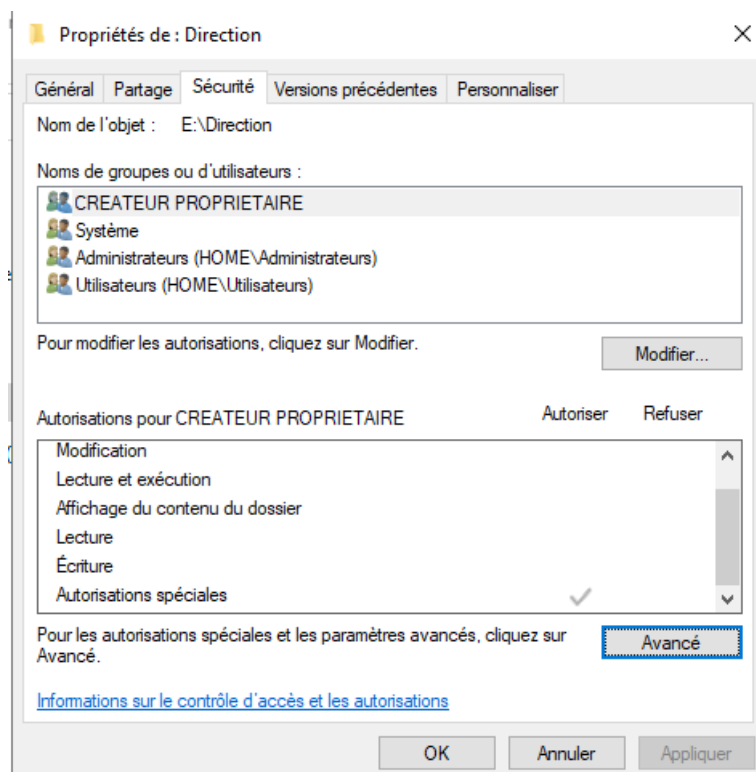 Propriétés de : Direction
Général Partage Sécurité Versions précédentes Personnaliser
Nom de l'objet : E:\Direction
Noms de groupes ou d'utilisateurs :
CREATEUR PROPRIETAIRE
Système
Administrateurs (HOME\Administrateurs)
Utilisateurs (HOME\Utilisateurs)
Pour modifier les autorisations, cliquez sur Modifier.
Modifier...
Autorisations pour CREATEUR PROPRIETAIRE Autoriser Refuser
Modification
Lecture et exécution
Affichage du contenu du dossier
Lecture
Écriture
Autorisations spéciales
Pour les autorisations spéciales et les paramètres avancés, cliquez sur
Avancé.
Avancé
Informations sur le contrôle d'accès et les autorisations
OK Annuler Appliquer